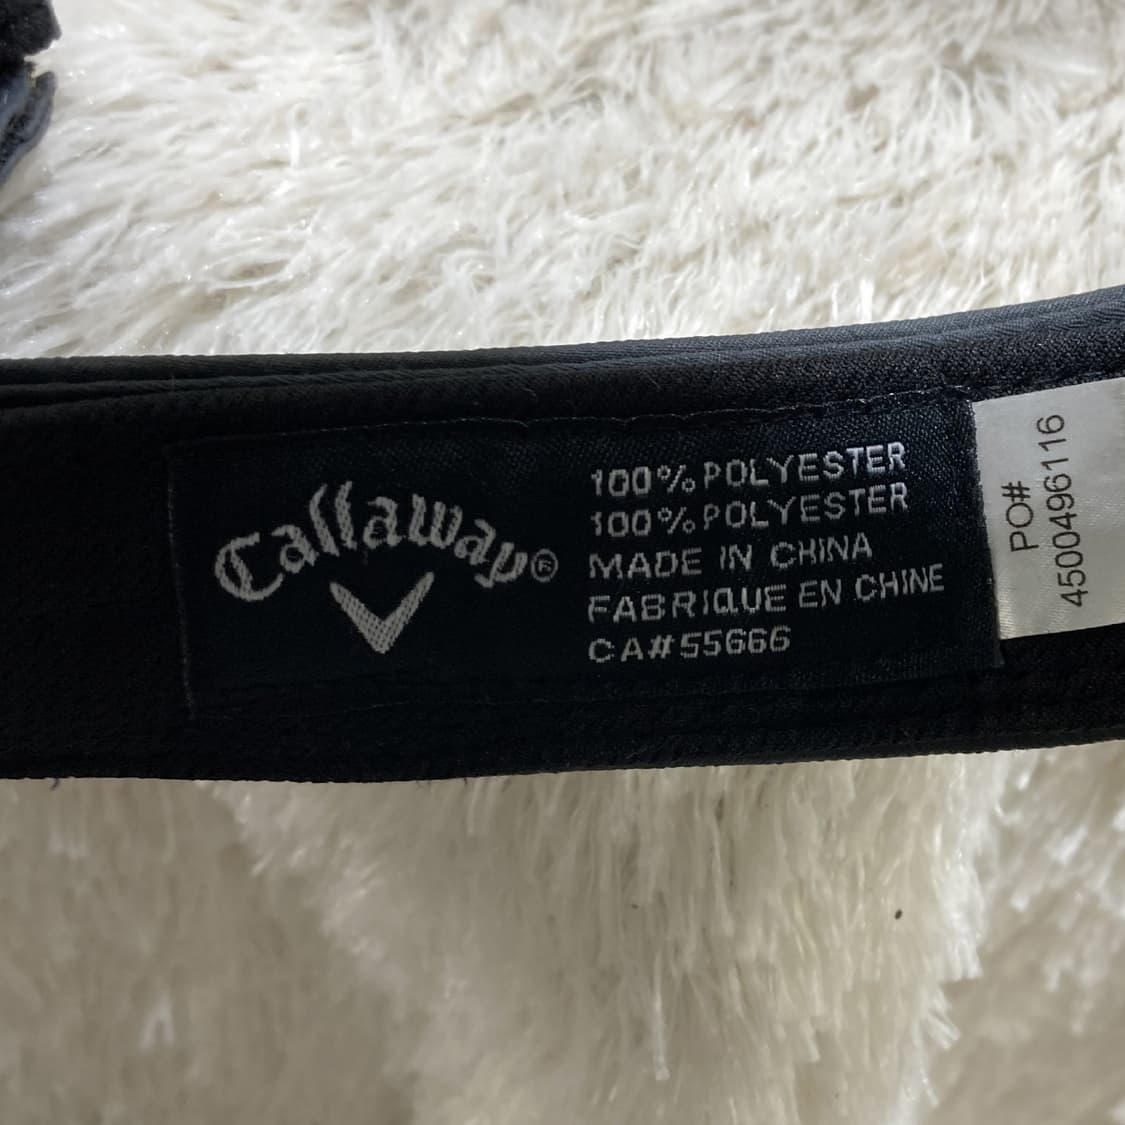 Callaway®
100% POLYESTER
100% POLYESTER
MADE IN CHINA
FABRIQUE EN CHINE
CA#55666
PO#
4500496116